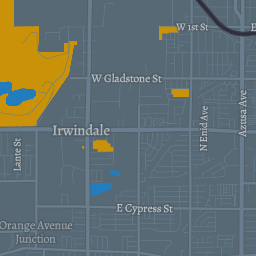 W 1st St
E
W Gladstone St
N Enid Ave
Azusa Ave
Irwindale
Lante St
E Cypress St
Orange Avenue
Junction